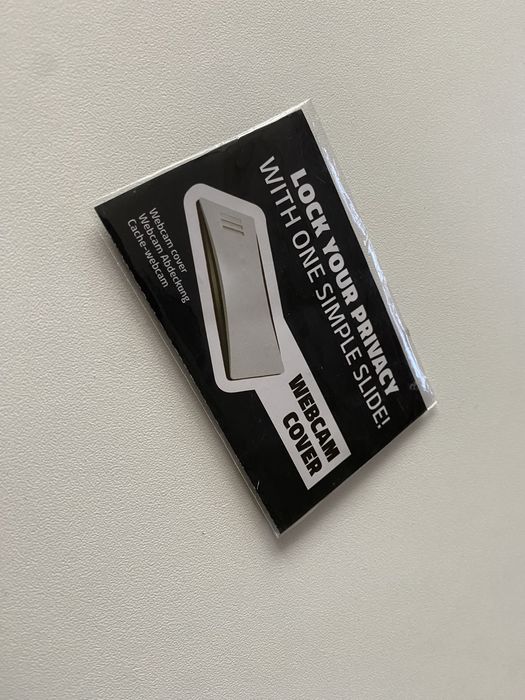 LOCK YOUR PRIVACY
WITH ONE SIMPLE SLIDE!
WEBCAM
COVER
Webcam cover
Webcam Abdeckung
Cache-webcam